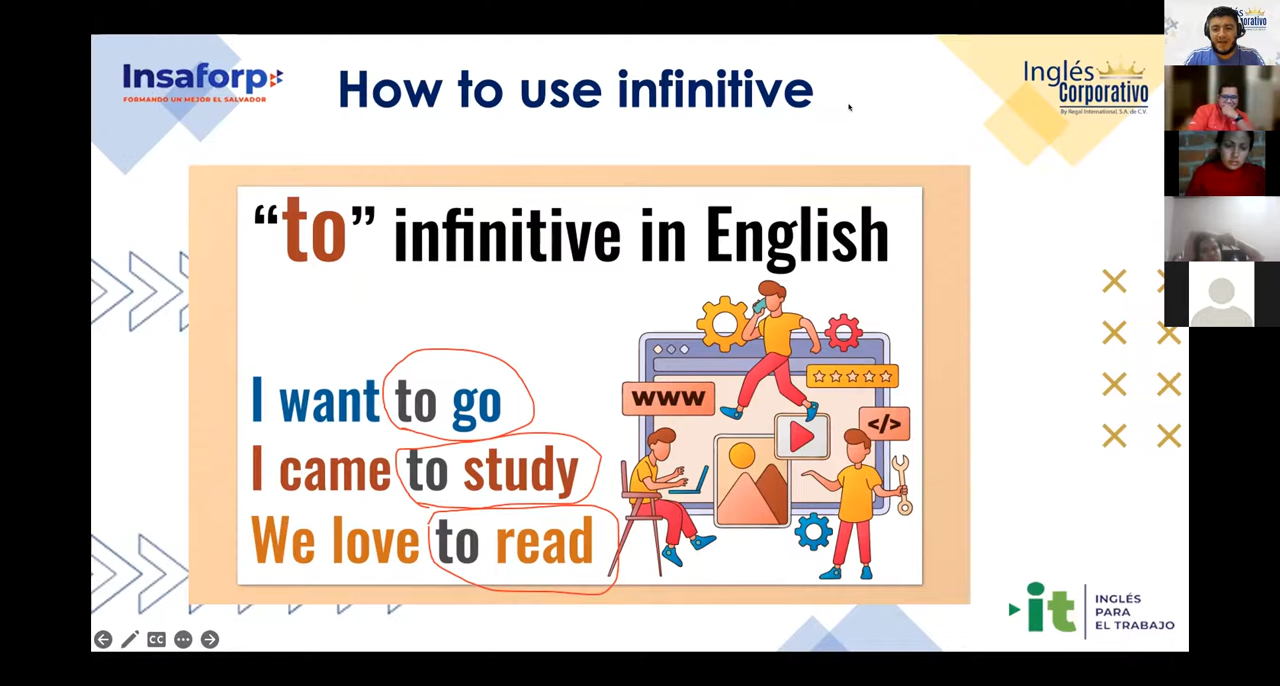 Insaforp
FORMANDO UN MEJOR EL SALVADOR
How to use infinitive
Inglés
Corporativo
By Regal International, S.A. de C.V.
“to” infinitive in English
I want to go
I came to study
We love to read
www
</>
it
INGLÉS
PARA
EL TRABAJO
CC